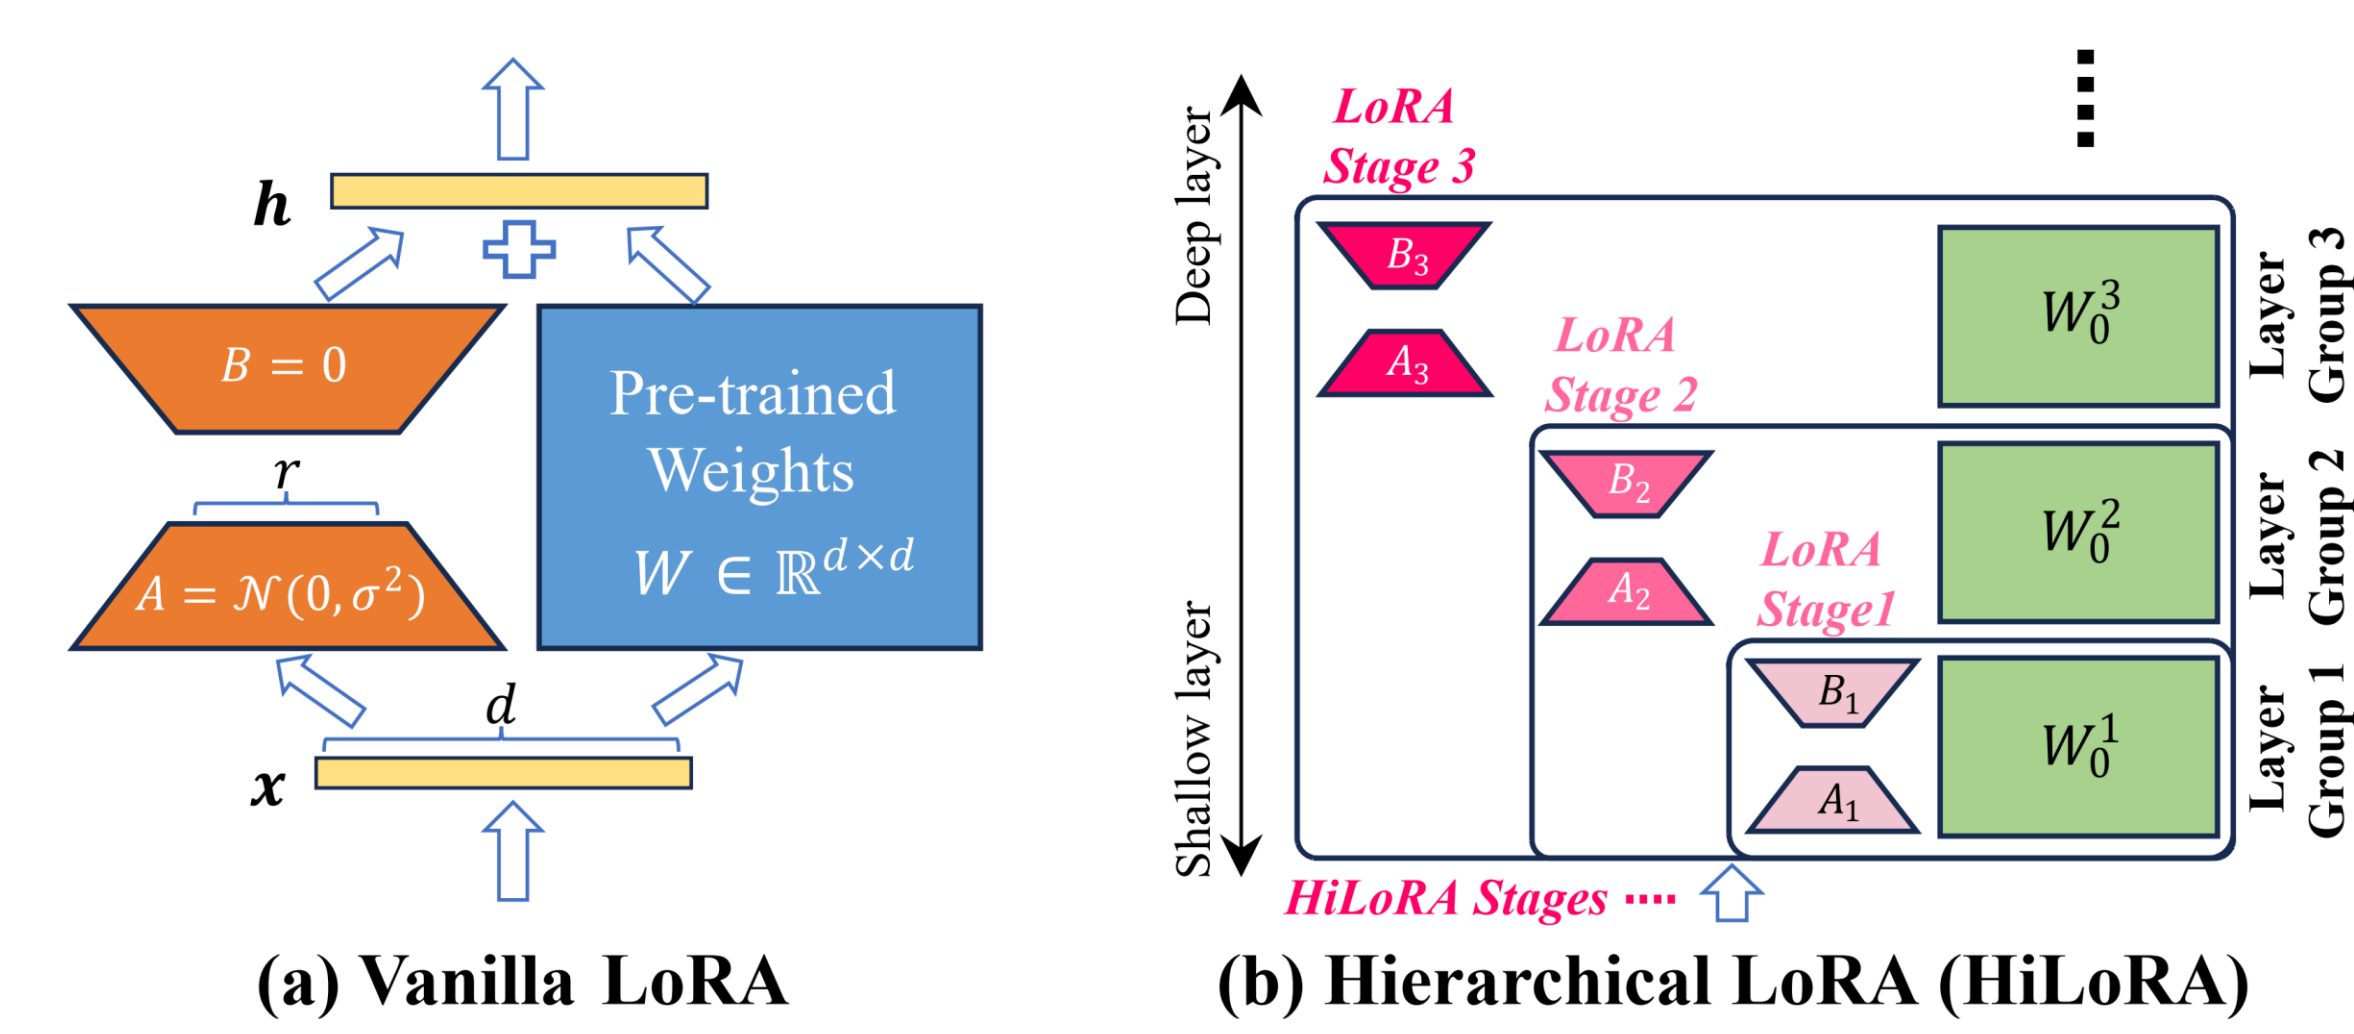 h
B = 0
r
A = 𝒩(0, σ²)
Pre-trained
Weights
W ∈ ℝ^{d×d}
d
x
(a) Vanilla LoRA
Deep layer
Shallow layer
LoRA
Stage 3
B₃
A₃
LoRA
Stage 2
B₂
A₂
LoRA
Stage1
B₁
A₁
W₀³
W₀²
W₀¹
Layer
Group 3
Layer
Group 2
Layer
Group 1
HiLoRA Stages ····
(b) Hierarchical LoRA (HiLoRA)